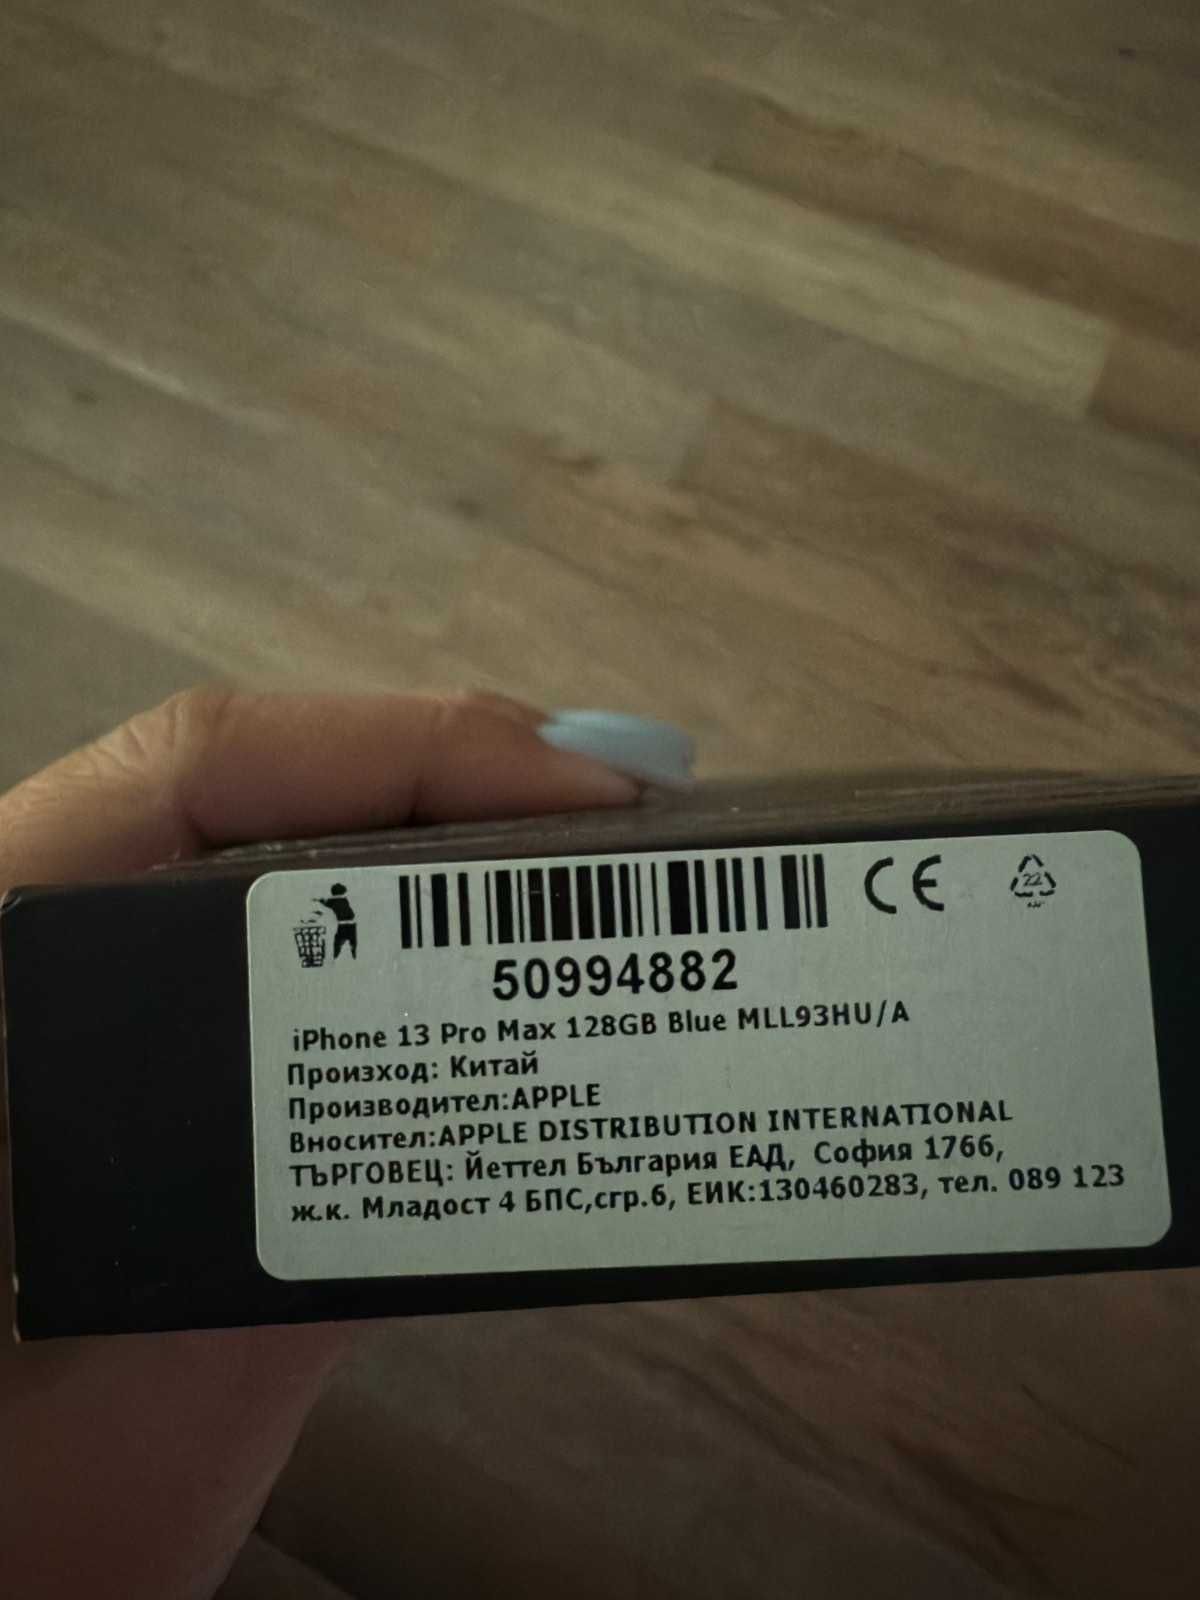 CE
22
50994882
iPhone 13 Pro Max 128GB Blue MLL93HU/A
Произход: Китай
Производител:APPLE
Вносител:APPLE DISTRIBUTION INTERNATIONAL
ТЪРГОВЕЦ: Йеттел България ЕАД, София 1766,
ж.к. Младост 4 БПС,сгр.6, ЕИК:130460283, тел. 089 123